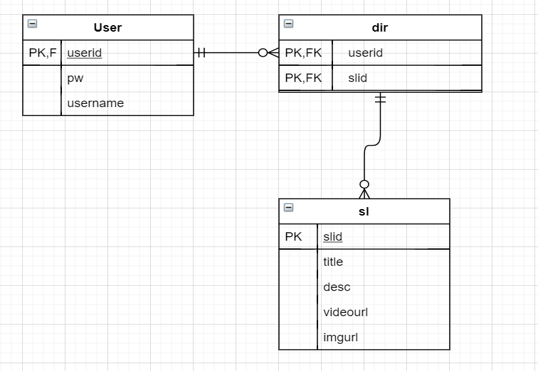 User
PK,F userid
pw
username
dir
PK,FK userid
PK,FK slid
sl
PK slid
title
desc
videourl
imgurl